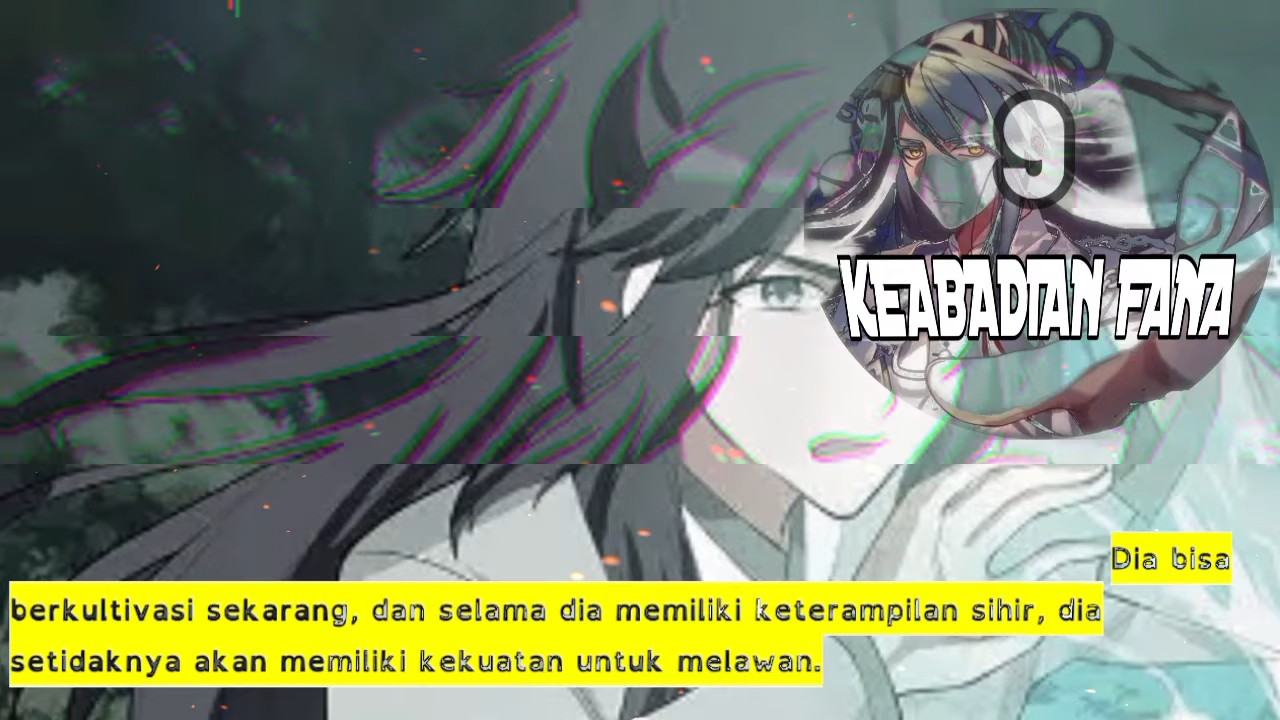 9
KEABADIAN FANA
Dia bisa
berkultivasi sekarang, dan selama dia memiliki keterampilan sihir, dia
setidaknya akan memiliki kekuatan untuk melawan.